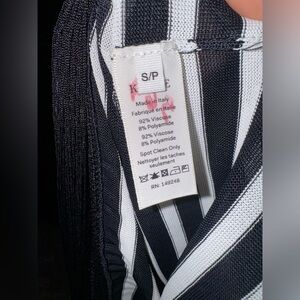 S/P
Made in Italy
Fabriqué en Italie
92% Viscose
8% Polyamide
92% Viscose
8% Polyamide
Spot Clean Only
Nettoyer les taches
seulement
RN: 149248